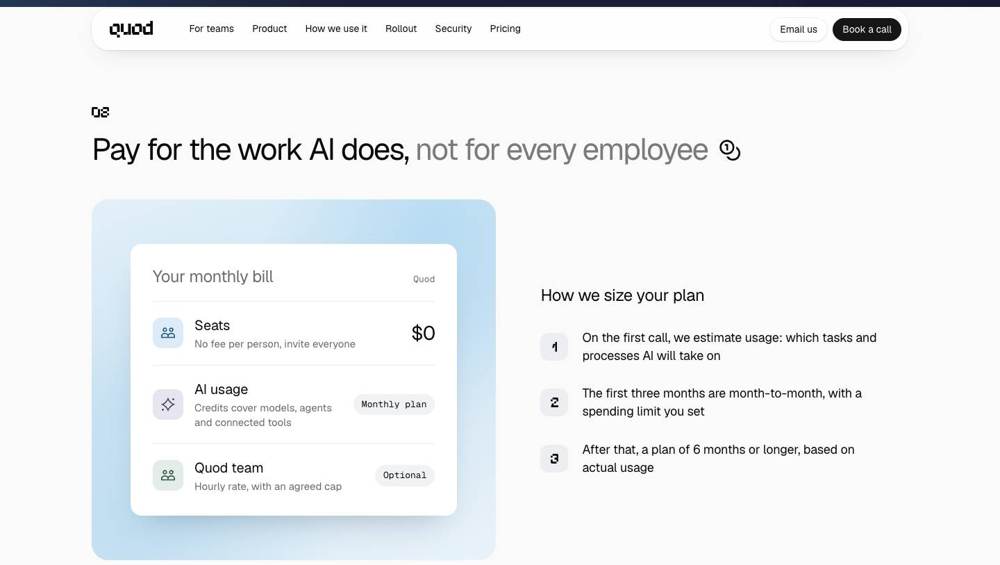 quod
For teams
Product
How we use it
Rollout
Security
Pricing
Email us
Book a call
08
Pay for the work AI does, not for every employee
Your monthly bill
Quod
Seats
No fee per person, invite everyone
$0
AI usage
Credits cover models, agents
and connected tools
Monthly plan
Quod team
Hourly rate, with an agreed cap
Optional
How we size your plan
1
On the first call, we estimate usage: which tasks and
processes AI will take on
2
The first three months are month-to-month, with a
spending limit you set
3
After that, a plan of 6 months or longer, based on
actual usage